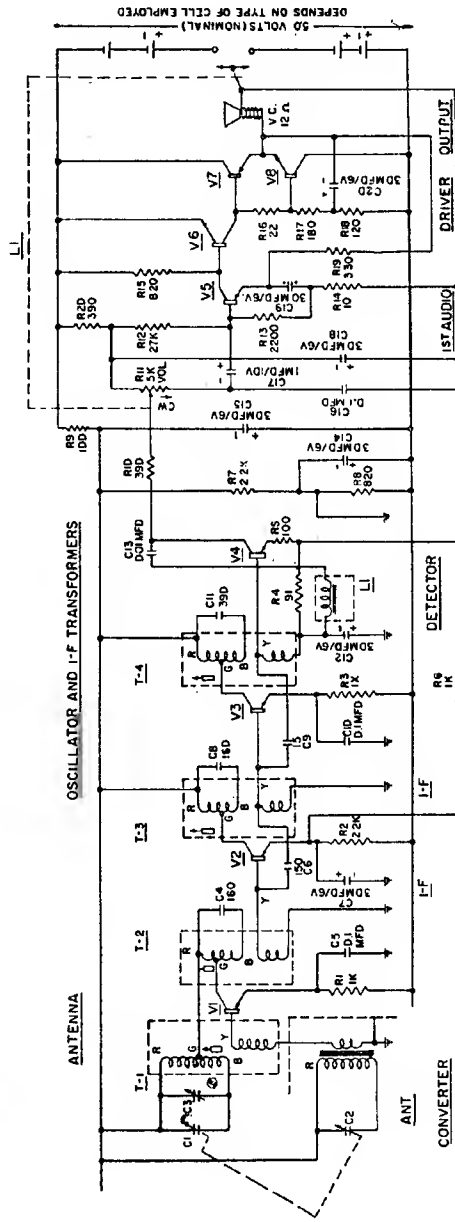 ANTENNA
OSCILLATOR AND I-F TRANSFORMERS
T-1
T-2
T-3
T-4
L1
R9
100
R20
390
R15
820
R11
5K
VOL.
CW
R12
27K
R10
390
C13
C11
390
C8
160
C4
160
C1
C3
R
G
B
Y
R
G
B
Y
R
G
B
R
G
B
Y
V1
V2
V3
V4
V5
V6
V7
V8
V.C.
12 Ω
R16
22
R17
180
R18
120
C20
30MFD/6V
R19
330
C19
30MFD/6V.
R13
2200
R14
10
C17
1MFD/10V
C18
30MFD/6V
C16
0.1 MFD
C15
30MFD/6V
R7
2.2K
C14
30MFD/6V
R8
820
R5
100
R4
91
L1
C12
30MFD/6V
C9
R3
1K
C10
0.1MFD
150
C6
R2
2.2K
C7
30MFD/6V
C5
0.1
MFD
R1
1K
R
C2
R6
1K
ANT
CONVERTER
I-F
I-F
DETECTOR
1ST AUDIO
DRIVER
OUTPUT
5.0 VOLTS (NOMINAL)
DEPENDS ON TYPE OF CELL EMPLOYED